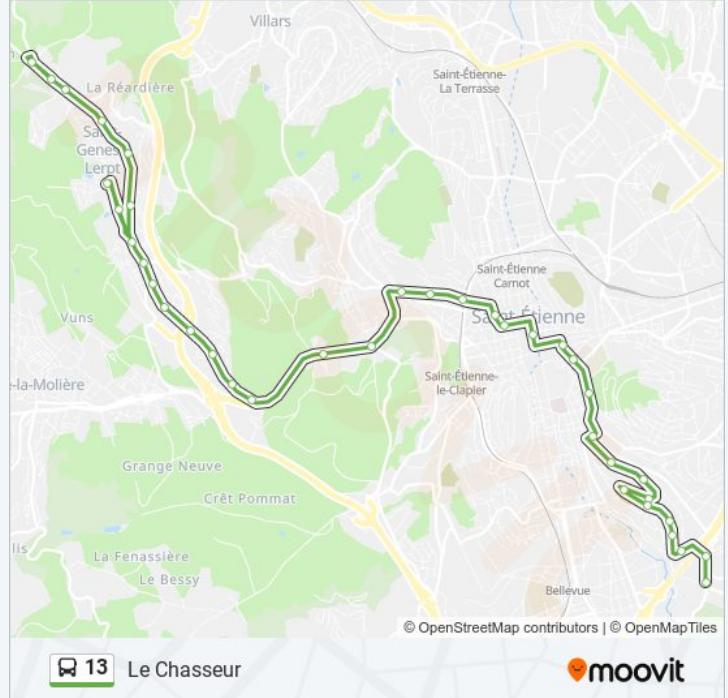 Villars
Saint-Étienne-
La Terrasse
La Réardière
Saint-
Genest-
Lerpt
Saint-Étienne
Carnot
Saint-Étienne
Vuns
e-la-Molière
Saint-Étienne-
le-Clapier
Grange Neuve
Crêt Pommat
lis
La Fenassière
Le Bessy
Bellevue
© OpenStreetMap contributors | © OpenMapTiles
13 Le Chasseur
moovit